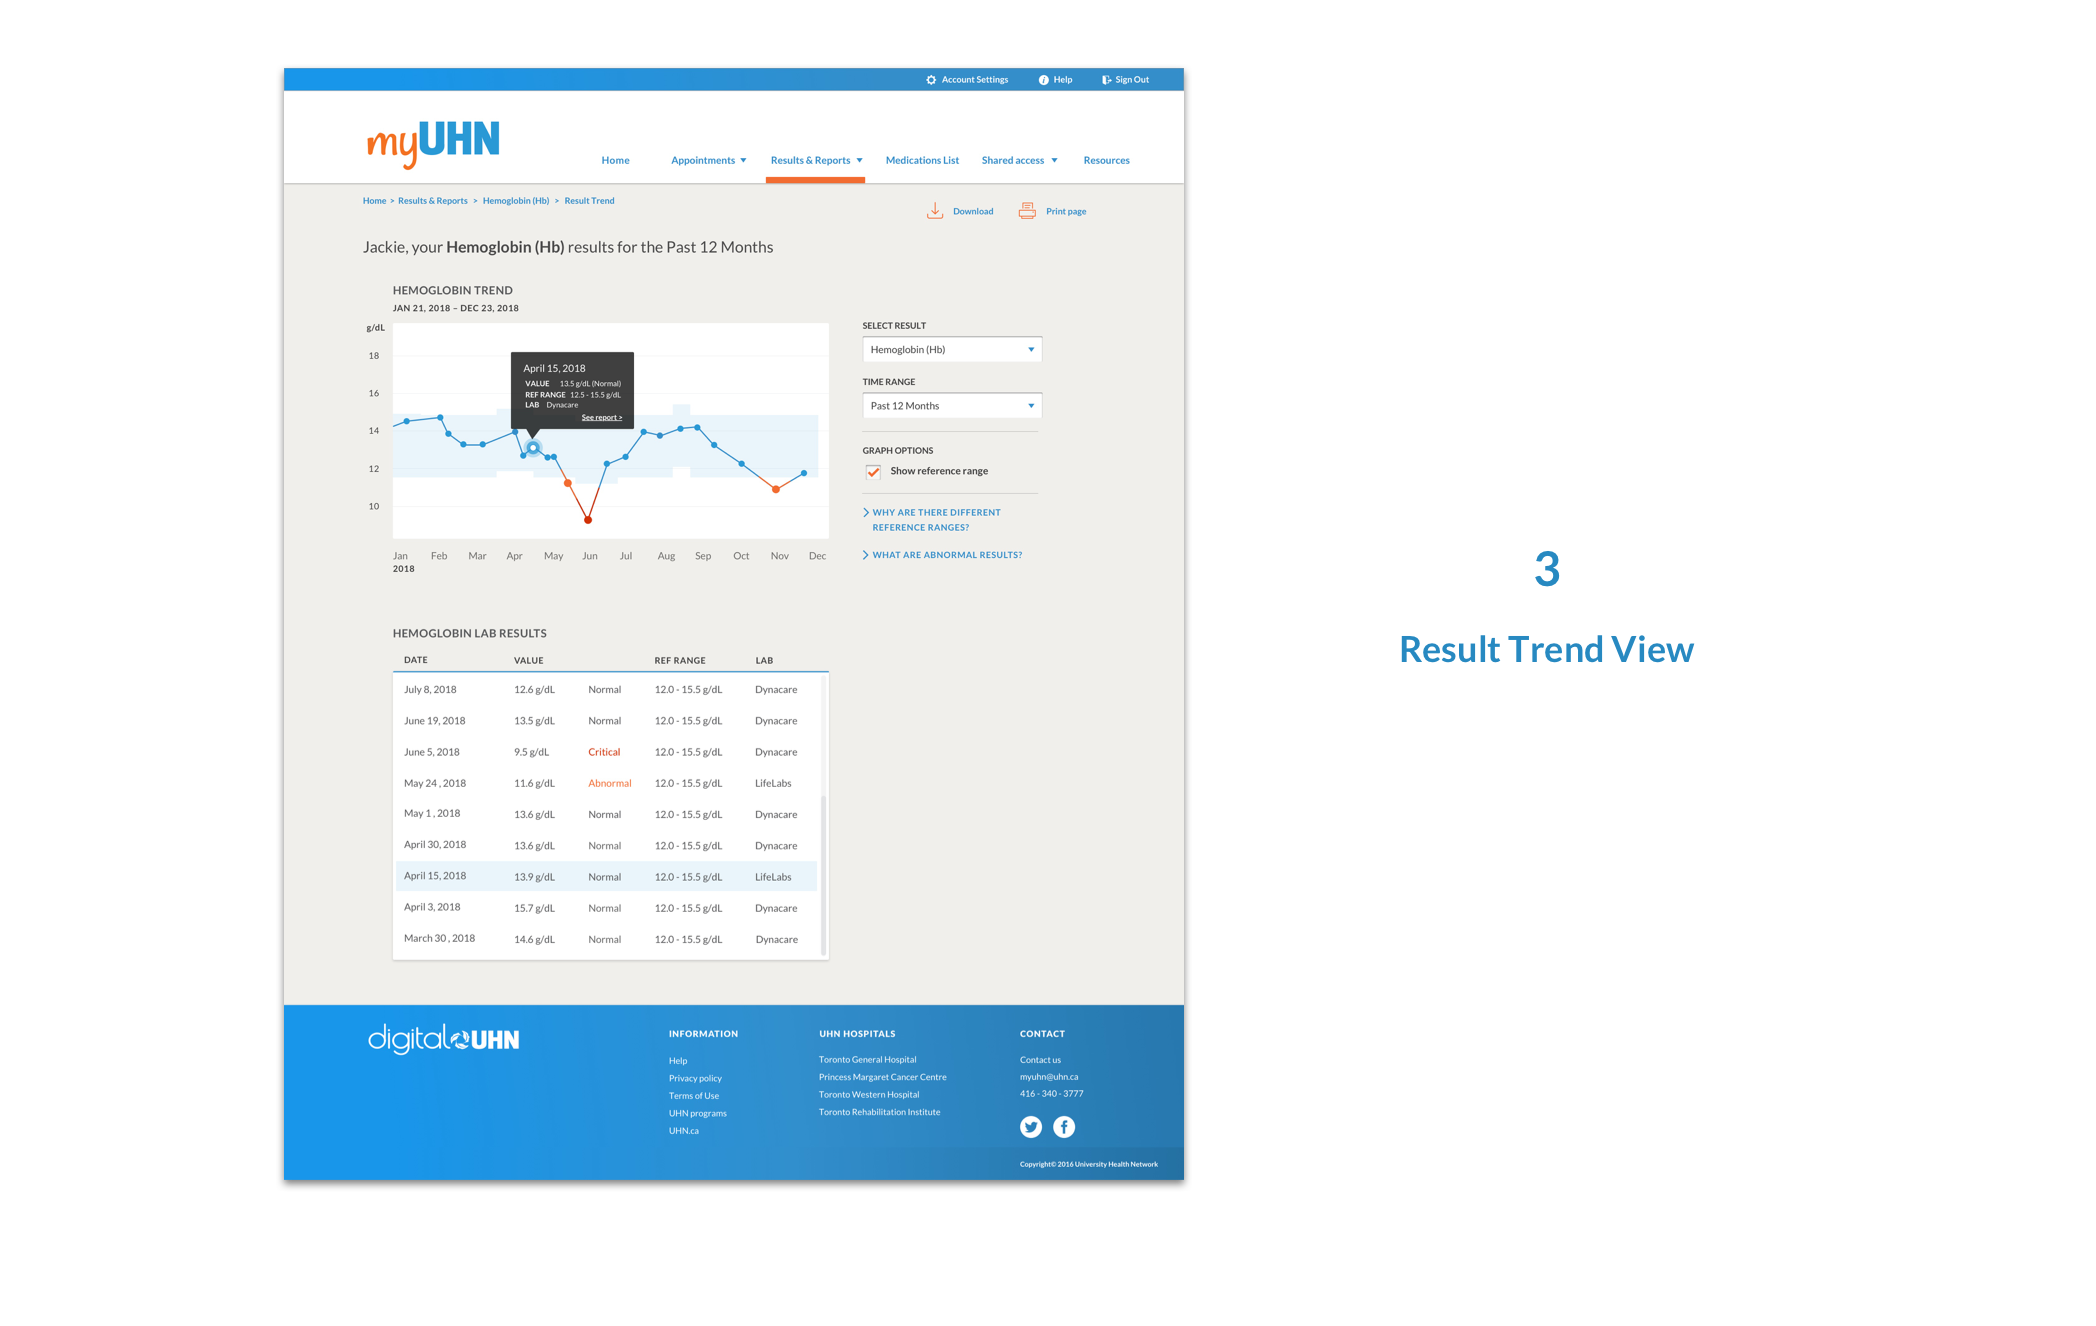 Account Settings
Help
Sign Out
myUHN
Home
Appointments
Results & Reports
Medications List
Shared access
Resources
Home > Results & Reports > Hemoglobin (Hb) > Result Trend
Download
Print page
Jackie, your Hemoglobin (Hb) results for the Past 12 Months
HEMOGLOBIN TREND
JAN 21, 2018 – DEC 23, 2018
g/dL
18
16
14
12
10
April 15, 2018
VALUE 13.5 g/dL (Normal)
REF RANGE 12.5 - 15.5 g/dL
LAB Dynacare
See report >
Jan Feb Mar Apr May Jun Jul Aug Sep Oct Nov Dec
2018
SELECT RESULT
Hemoglobin (Hb)
TIME RANGE
Past 12 Months
GRAPH OPTIONS
Show reference range
WHY ARE THERE DIFFERENT
REFERENCE RANGES?
WHAT ARE ABNORMAL RESULTS?
HEMOGLOBIN LAB RESULTS
DATE VALUE REF RANGE LAB
July 8, 2018 12.6 g/dL Normal 12.0 - 15.5 g/dL Dynacare
June 19, 2018 13.5 g/dL Normal 12.0 - 15.5 g/dL Dynacare
June 5, 2018 9.5 g/dL Critical 12.0 - 15.5 g/dL Dynacare
May 24 , 2018 11.6 g/dL Abnormal 12.0 - 15.5 g/dL LifeLabs
May 1 , 2018 13.6 g/dL Normal 12.0 - 15.5 g/dL Dynacare
April 30, 2018 13.6 g/dL Normal 12.0 - 15.5 g/dL Dynacare
April 15, 2018 13.9 g/dL Normal 12.0 - 15.5 g/dL LifeLabs
April 3, 2018 15.7 g/dL Normal 12.0 - 15.5 g/dL Dynacare
March 30 , 2018 14.6 g/dL Normal 12.0 - 15.5 g/dL Dynacare
digital UHN
INFORMATION
Help
Privacy policy
Terms of Use
UHN programs
UHN.ca
UHN HOSPITALS
Toronto General Hospital
Princess Margaret Cancer Centre
Toronto Western Hospital
Toronto Rehabilitation Institute
CONTACT
Contact us
myuhn@uhn.ca
416 - 340 - 3777
Copyright© 2016 University Health Network
3
Result Trend View